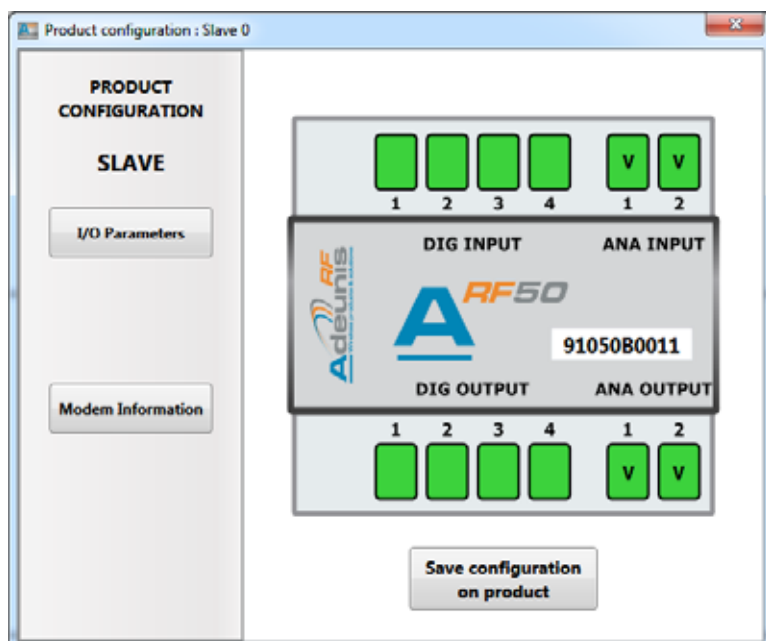 Product configuration : Slave 0
PRODUCT
CONFIGURATION
SLAVE
I/O Parameters
Modem Information
V V
1 2 3 4 1 2
DIG INPUT ANA INPUT
Adeunis RF
ARF50
91050B0011
DIG OUTPUT ANA OUTPUT
1 2 3 4 1 2
V V
Save configuration
on product